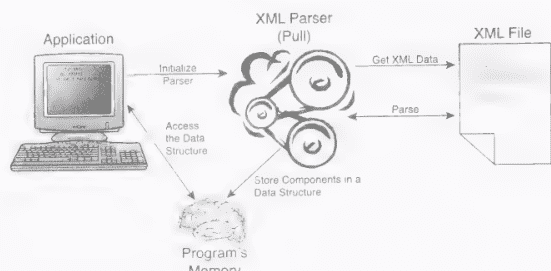 XML Parser
(Pull)
XML File
Application
Initialize
Parser
Get XML Data
Parse
Access
the Data
Structure
Store Components in a
Data Structure
Program's
Memory